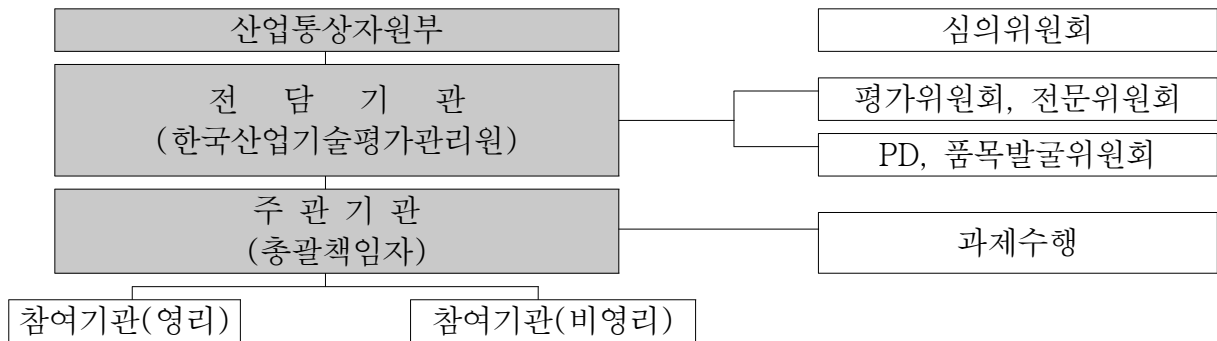 산업통상자원부
심의위원회
전 담 기 관
(한국산업기술평가관리원)
평가위원회, 전문위원회
PD, 품목발굴위원회
주 관 기 관
(총괄책임자)
과제수행
참여기관(영리)
참여기관(비영리)